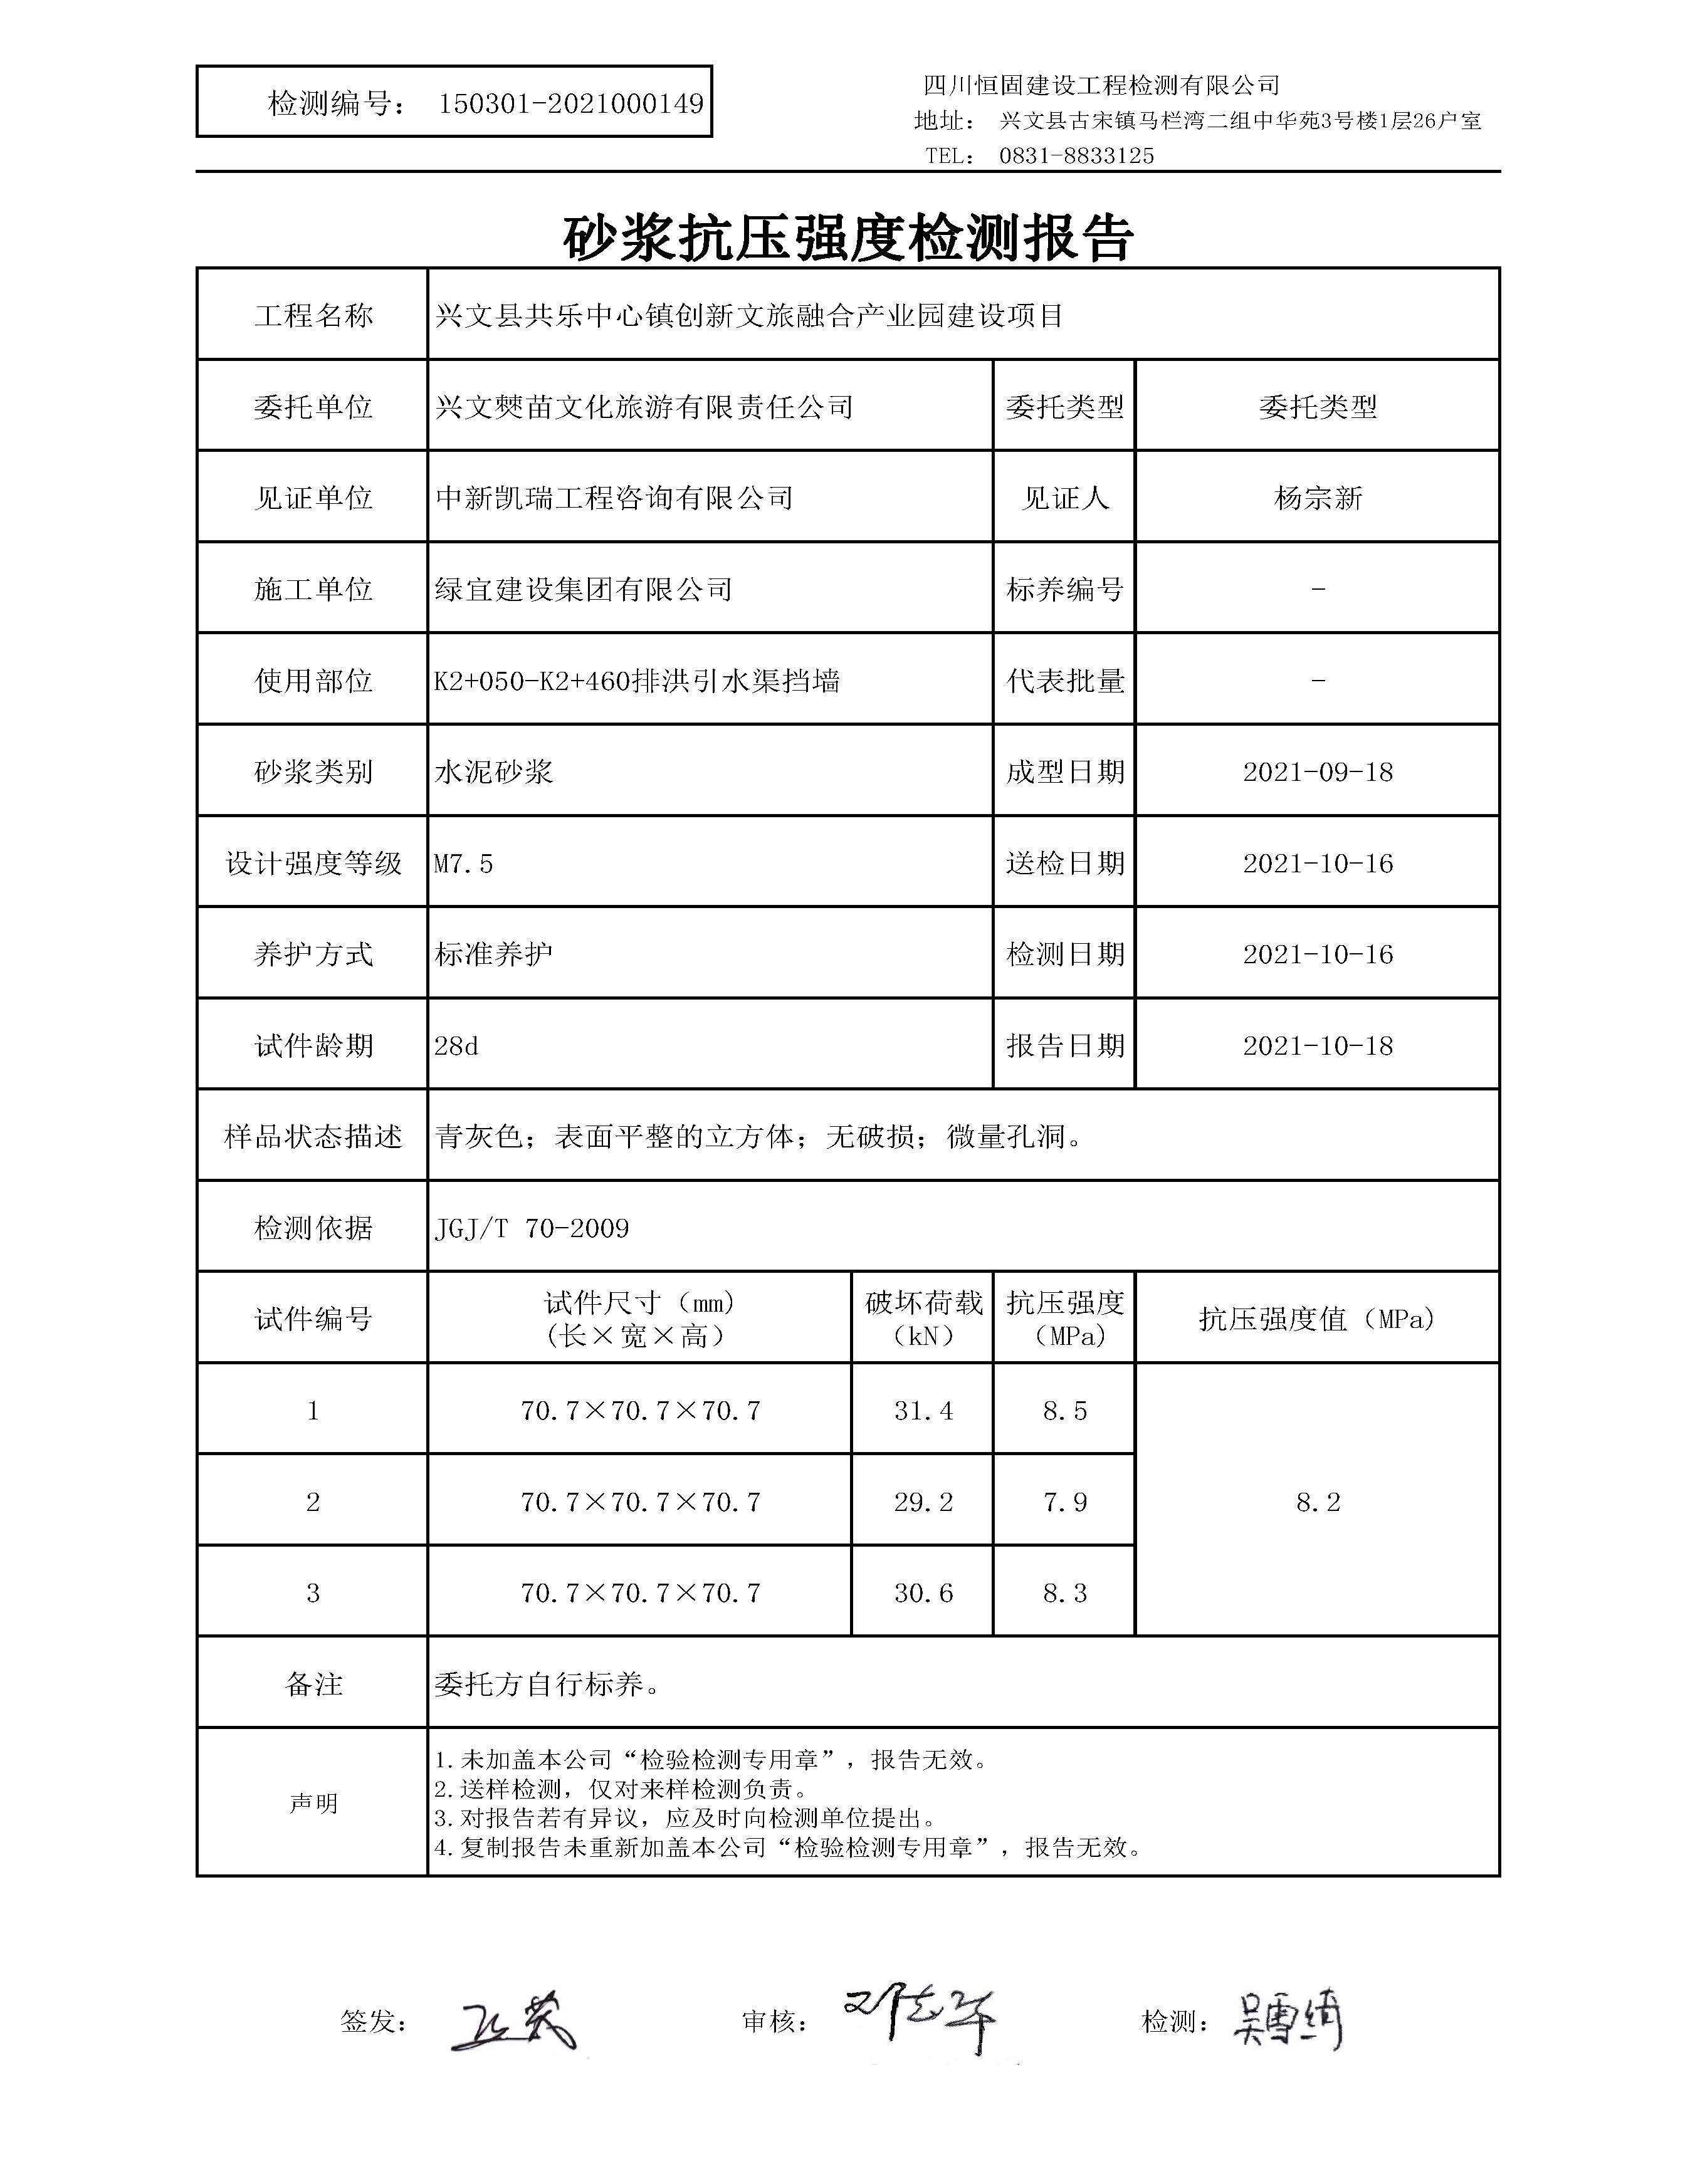 检测编号： 150301-2021000149
四川恒固建设工程检测有限公司
地址： 兴文县古宋镇马栏湾二组中华苑3号楼1层26户室
TEL： 0831-8833125
砂浆抗压强度检测报告
工程名称 兴文县共乐中心镇创新文旅融合产业园建设项目
委托单位 兴文僰苗文化旅游有限责任公司 委托类型 委托类型
见证单位 中新凯瑞工程咨询有限公司 见证人 杨宗新
施工单位 绿宜建设集团有限公司 标养编号 -
使用部位 K2+050-K2+460排洪引水渠挡墙 代表批量 -
砂浆类别 水泥砂浆 成型日期 2021-09-18
设计强度等级 M7.5 送检日期 2021-10-16
养护方式 标准养护 检测日期 2021-10-16
试件龄期 28d 报告日期 2021-10-18
样品状态描述 青灰色；表面平整的立方体；无破损；微量孔洞。
检测依据 JGJ/T 70-2009
试件编号 试件尺寸（mm） (长×宽×高） 破坏荷载 （kN） 抗压强度 （MPa） 抗压强度值（MPa）
1 70.7×70.7×70.7 31.4 8.5
2 70.7×70.7×70.7 29.2 7.9 8.2
3 70.7×70.7×70.7 30.6 8.3
备注 委托方自行标养。
声明
1.未加盖本公司“检验检测专用章”，报告无效。
2.送样检测，仅对来样检测负责。
3.对报告若有异议，应及时向检测单位提出。
4.复制报告未重新加盖本公司“检验检测专用章”，报告无效。
签发： 审核： 检测： 吴雪绮